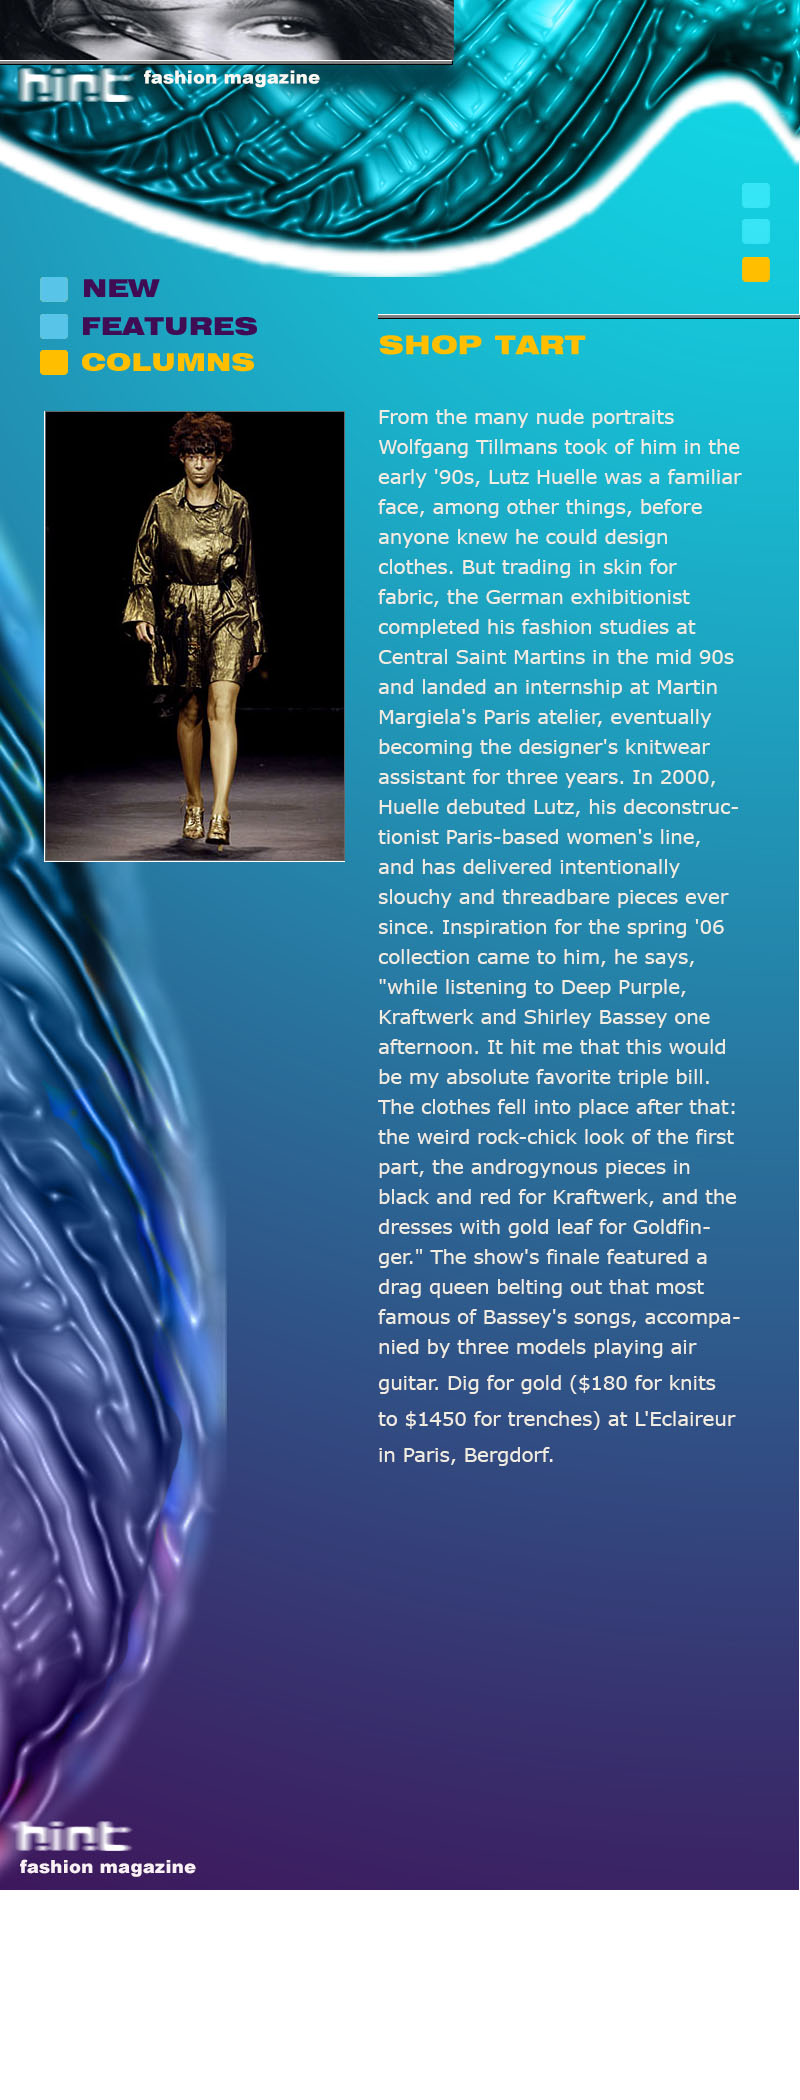 hint fashion magazine
NEW
FEATURES
COLUMNS
SHOP TART
From the many nude portraits
Wolfgang Tillmans took of him in the
early '90s, Lutz Huelle was a familiar
face, among other things, before
anyone knew he could design
clothes. But trading in skin for
fabric, the German exhibitionist
completed his fashion studies at
Central Saint Martins in the mid 90s
and landed an internship at Martin
Margiela's Paris atelier, eventually
becoming the designer's knitwear
assistant for three years. In 2000,
Huelle debuted Lutz, his deconstruc-
tionist Paris-based women's line,
and has delivered intentionally
slouchy and threadbare pieces ever
since. Inspiration for the spring '06
collection came to him, he says,
"while listening to Deep Purple,
Kraftwerk and Shirley Bassey one
afternoon. It hit me that this would
be my absolute favorite triple bill.
The clothes fell into place after that:
the weird rock-chick look of the first
part, the androgynous pieces in
black and red for Kraftwerk, and the
dresses with gold leaf for Goldfin-
ger." The show's finale featured a
drag queen belting out that most
famous of Bassey's songs, accompa-
nied by three models playing air
guitar. Dig for gold ($180 for knits
to $1450 for trenches) at L'Eclaireur
in Paris, Bergdorf.
hint
fashion magazine